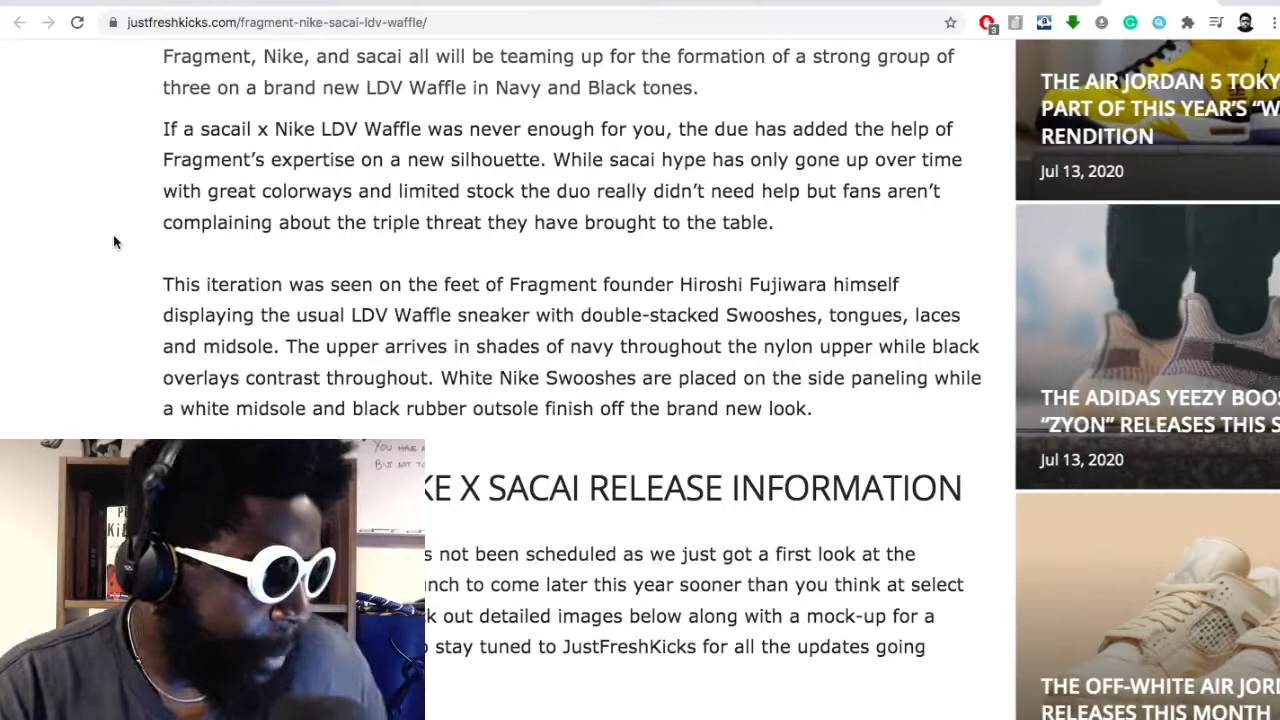 justfreshkicks.com/fragment-nike-sacai-ldv-waffle/
3
Fragment, Nike, and sacai all will be teaming up for the formation of a strong group of
three on a brand new LDV Waffle in Navy and Black tones.
If a sacail x Nike LDV Waffle was never enough for you, the due has added the help of
Fragment’s expertise on a new silhouette. While sacai hype has only gone up over time
with great colorways and limited stock the duo really didn’t need help but fans aren’t
complaining about the triple threat they have brought to the table.
This iteration was seen on the feet of Fragment founder Hiroshi Fujiwara himself
displaying the usual LDV Waffle sneaker with double-stacked Swooshes, tongues, laces
and midsole. The upper arrives in shades of navy throughout the nylon upper while black
overlays contrast throughout. White Nike Swooshes are placed on the side paneling while
a white midsole and black rubber outsole finish off the brand new look.
KE X SACAI RELEASE INFORMATION
s not been scheduled as we just got a first look at the
unch to come later this year sooner than you think at select
k out detailed images below along with a mock-up for a
o stay tuned to JustFreshKicks for all the updates going
THE AIR JORDAN 5 TOKY
PART OF THIS YEAR’S “W
RENDITION
Jul 13, 2020
THE ADIDAS YEEZY BOOS
“ZYON” RELEASES THIS S
Jul 13, 2020
THE OFF-WHITE AIR JORD
RELEASES THIS MONTH
YOU HAVE
BUT NOT TO